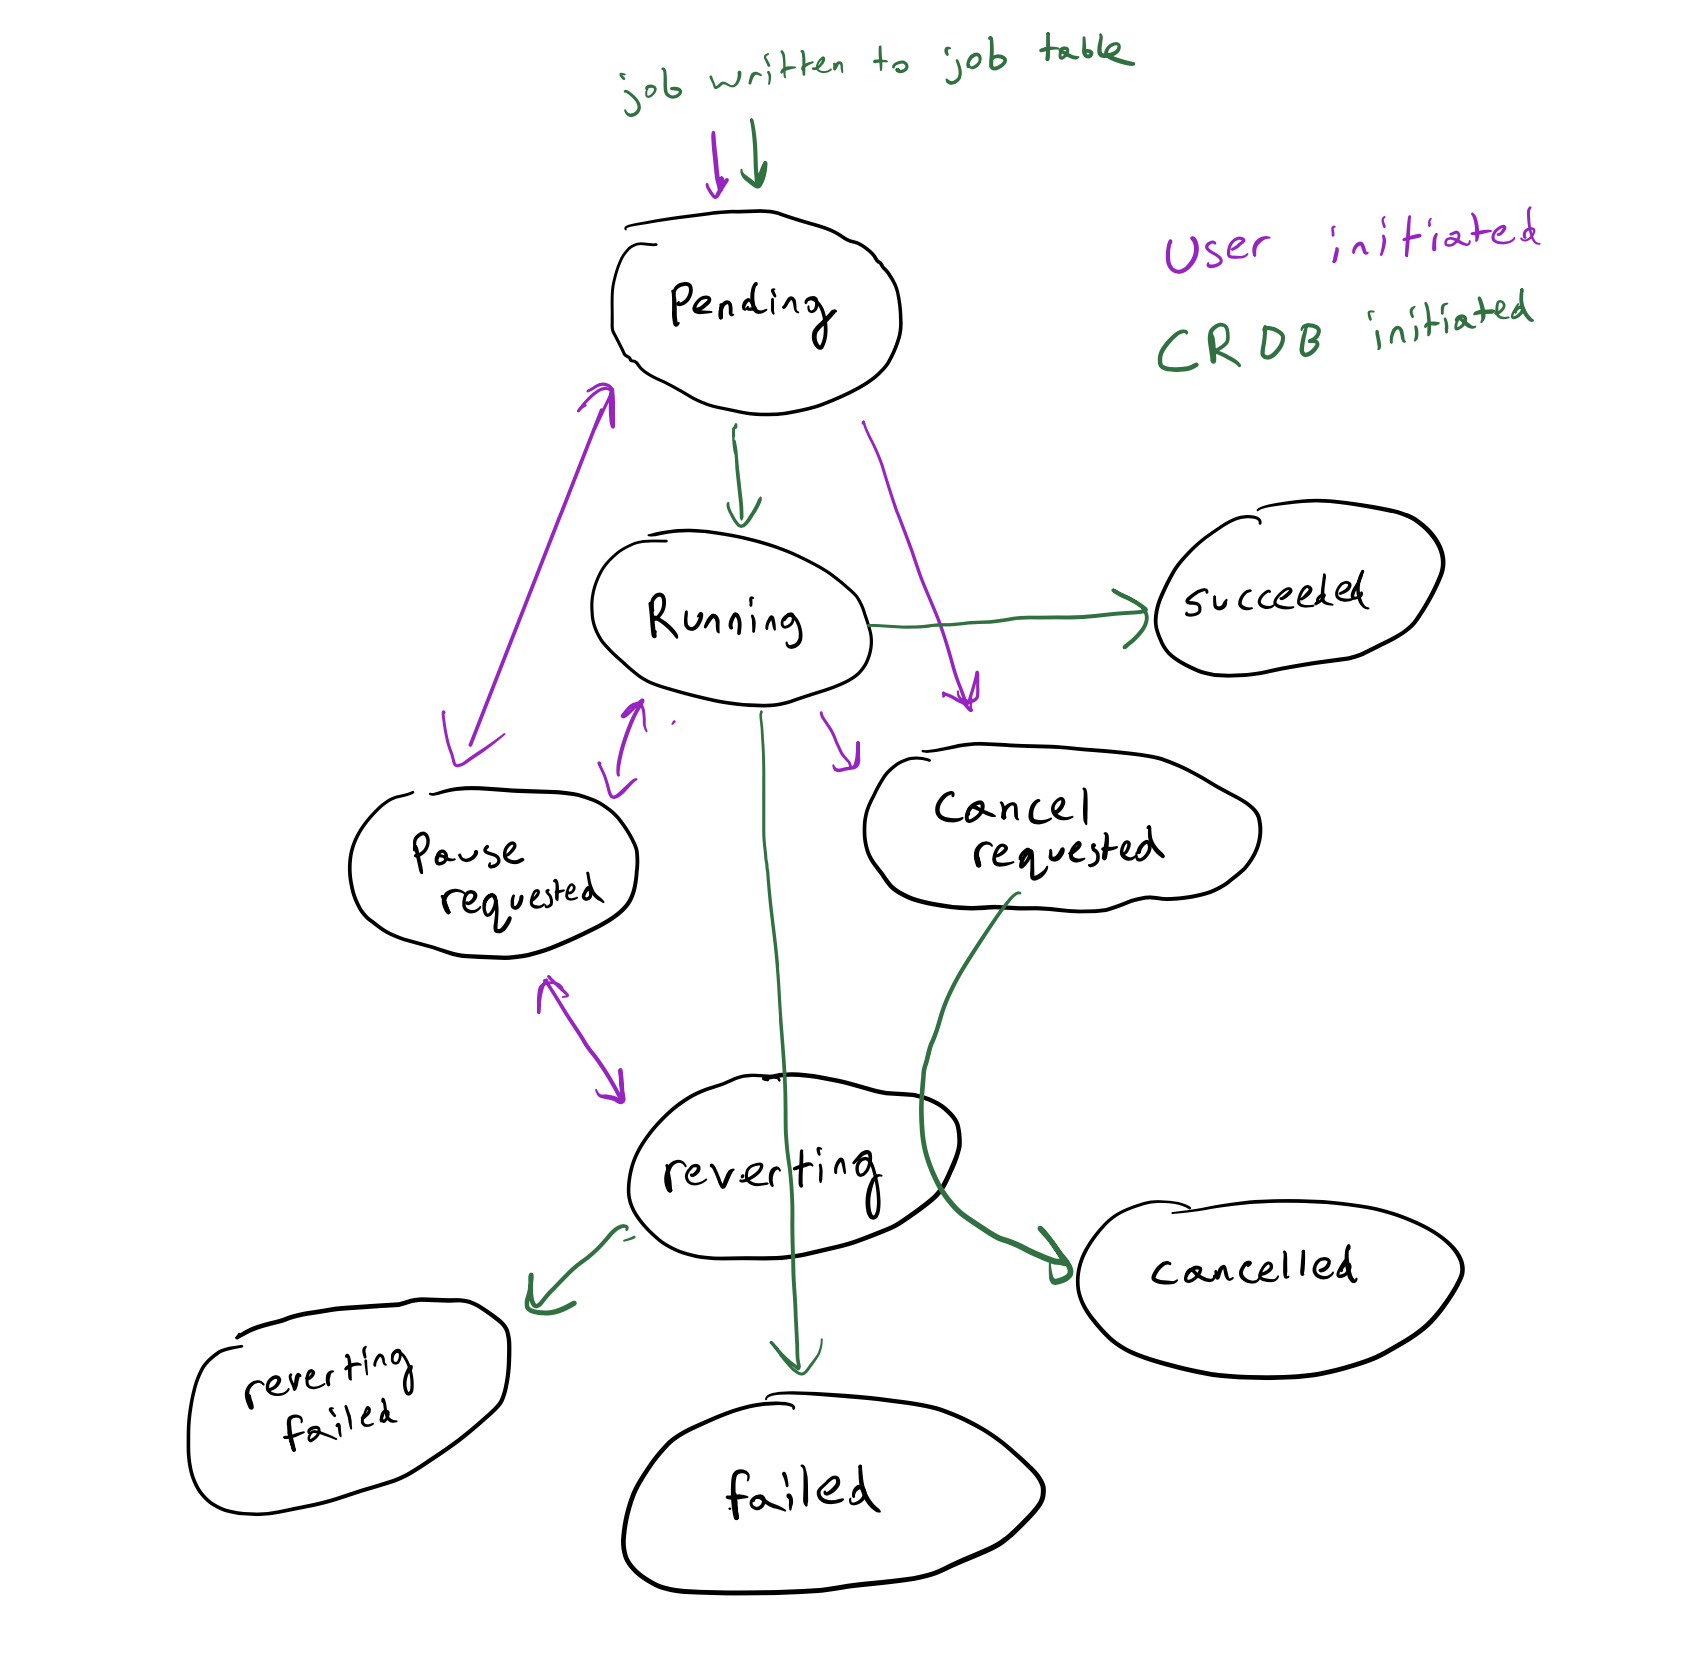 job written to job table
User initiated
CRDB initiated
Pending
Running
succeeded
Pause
requested
Cancel
requested
reverting
cancelled
reverting
failed
failed